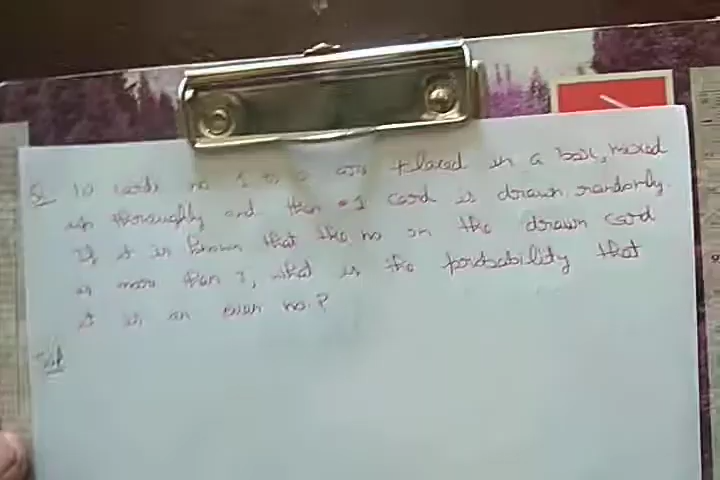 Q 10 cards no 1 to are placed in a box, mixed
up thoroughly and then 1 card is drawn randomly.
If it is known that the no on the drawn card
is more than 3, what is the probability that
it is an even no.?
Sol